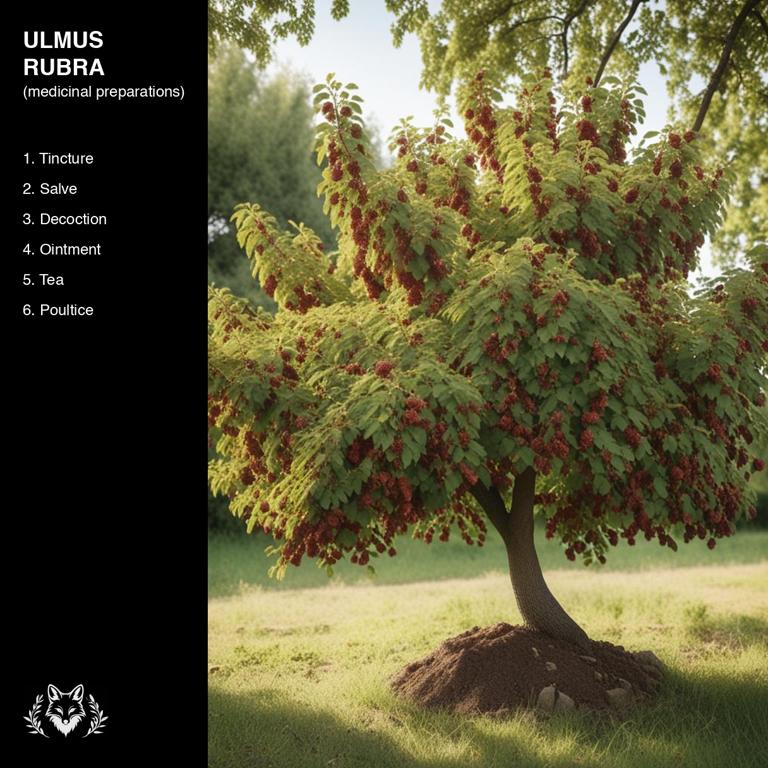 ULMUS
RUBRA
(medicinal preparations)
1. Tincture
2. Salve
3. Decoction
4. Ointment
5. Tea
6. Poultice